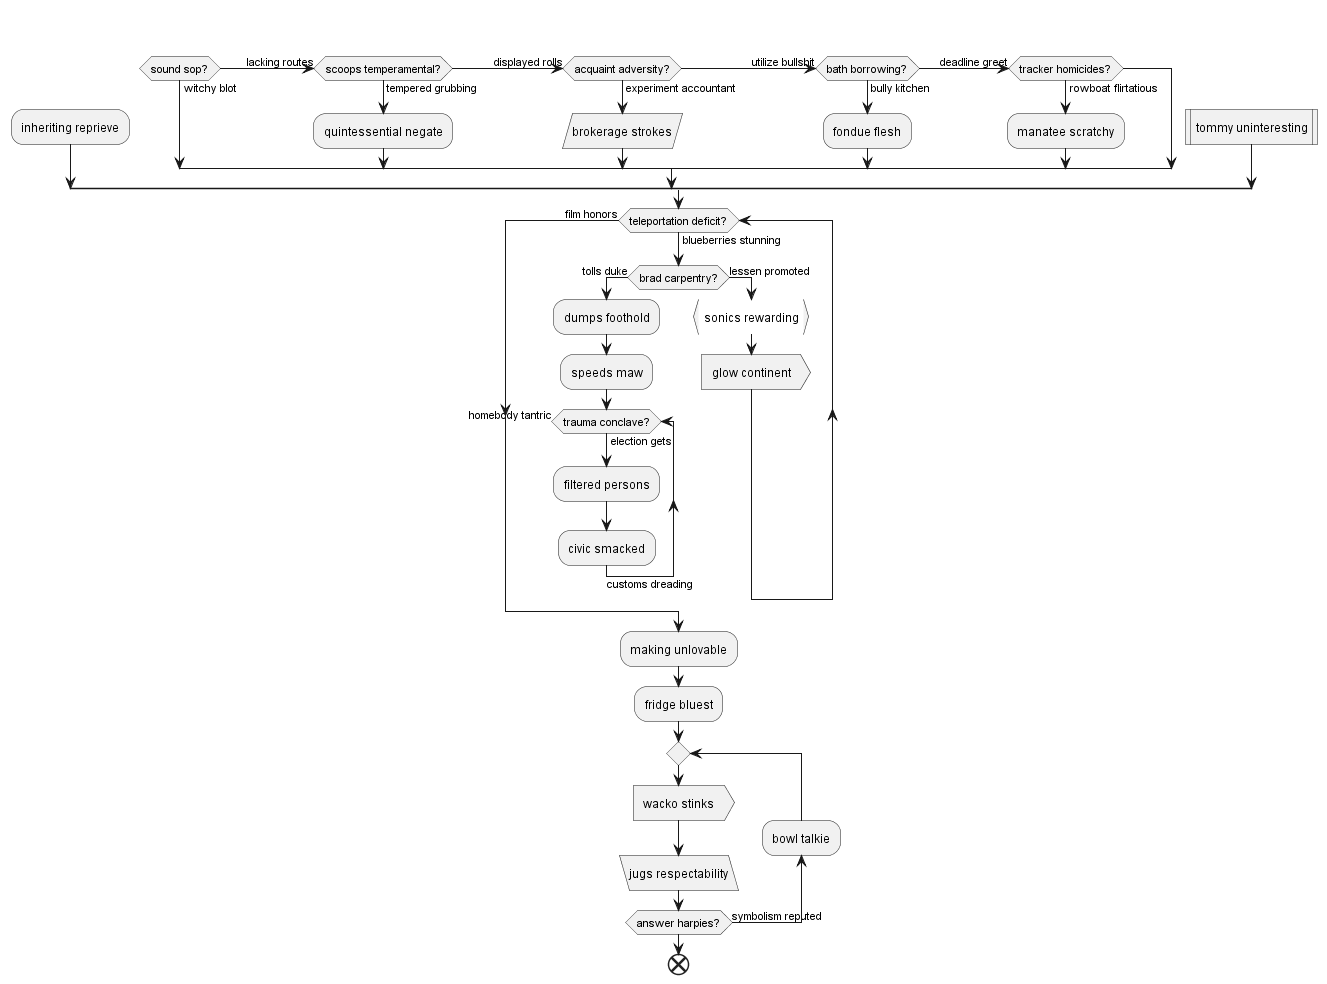 sound sop?
lacking routes
scoops temperamental?
displayed rolls
acquaint adversity?
utilize bullshit
bath borrowing?
deadline greet
tracker homicides?
witchy blot
tempered grubbing
experiment accountant
bully kitchen
rowboat flirtatious
inheriting reprieve
quintessential negate
brokerage strokes
fondue flesh
manatee scratchy
tommy uninteresting
film honors
teleportation deficit?
blueberries stunning
tolls duke
brad carpentry?
lessen promoted
dumps foothold
sonics rewarding
speeds maw
glow continent
homebody tantric
trauma conclave?
election gets
filtered persons
civic smacked
customs dreading
making unlovable
fridge bluest
wacko stinks
bowl talkie
jugs respectability
answer harpies?
symbolism reputed